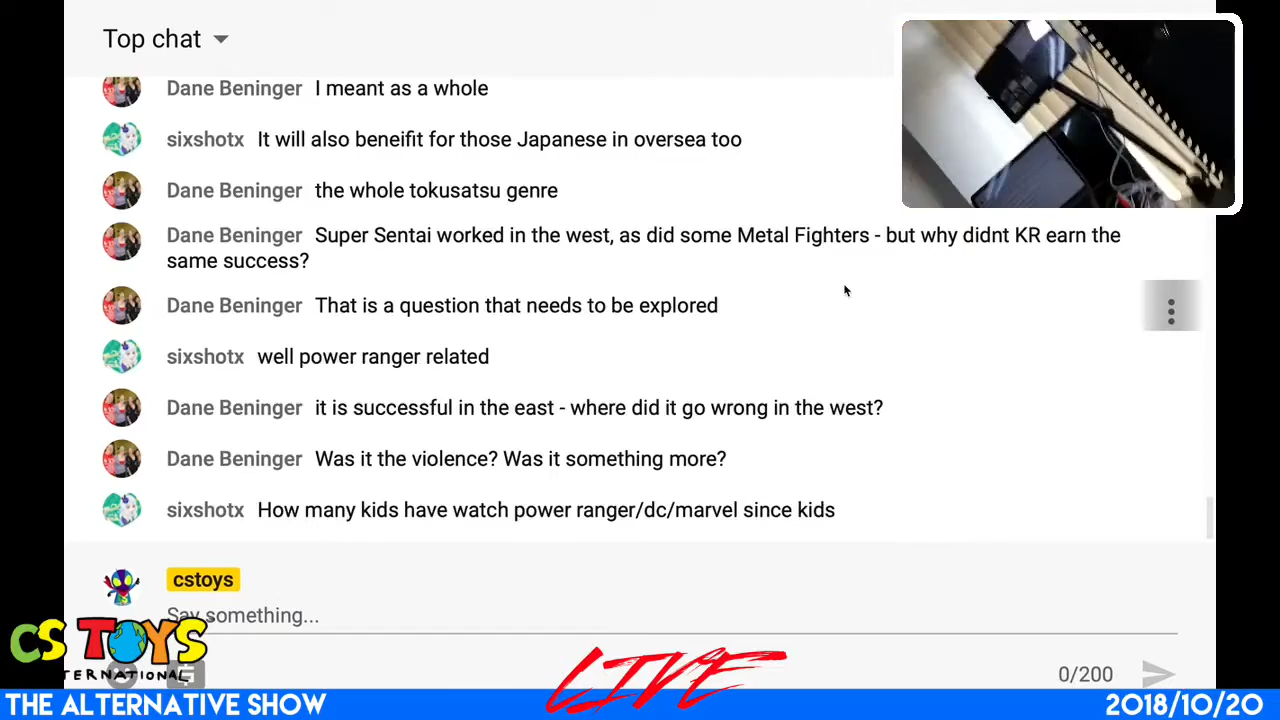 Top chat
Dane Beninger I meant as a whole
sixshotx It will also beneifit for those Japanese in oversea too
Dane Beninger the whole tokusatsu genre
Dane Beninger Super Sentai worked in the west, as did some Metal Fighters - but why didnt KR earn the
same success?
Dane Beninger That is a question that needs to be explored
sixshotx well power ranger related
Dane Beninger it is successful in the east - where did it go wrong in the west?
Dane Beninger Was it the violence? Was it something more?
sixshotx How many kids have watch power ranger/dc/marvel since kids
cstoys
Say something...
CS TOYS
TERNATIONAL
LIVE
0/200
THE ALTERNATIVE SHOW
2018/10/20